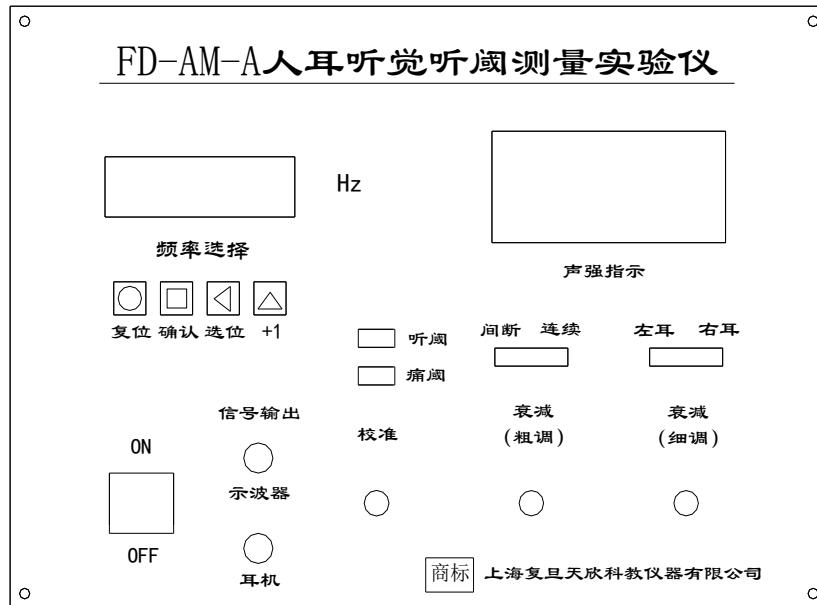 FD-AM-A人耳听觉听阈测量实验仪
Hz
频率选择
声强指示
复位 确认 选位 +1
听阈
痛阈
间断 连续
左耳 右耳
信号输出
校准
衰减
(粗调)
衰减
(细调)
ON
OFF
示波器
耳机
商标 上海复旦天欣科教仪器有限公司